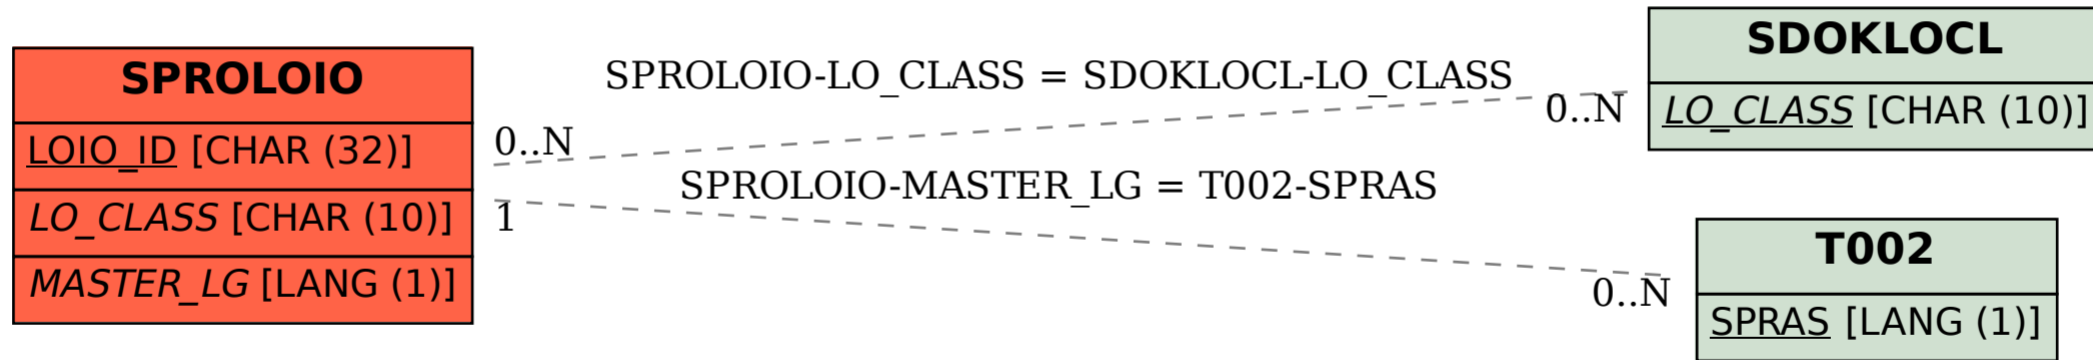 SPROLOIO
LOIO_ID [CHAR (32)]
LO_CLASS [CHAR (10)]
MASTER_LG [LANG (1)]
SPROLOIO-LO_CLASS = SDOKLOCL-LO_CLASS
0..N
0..N
SPROLOIO-MASTER_LG = T002-SPRAS
1
0..N
SDOKLOCL
LO_CLASS [CHAR (10)]
T002
SPRAS [LANG (1)]